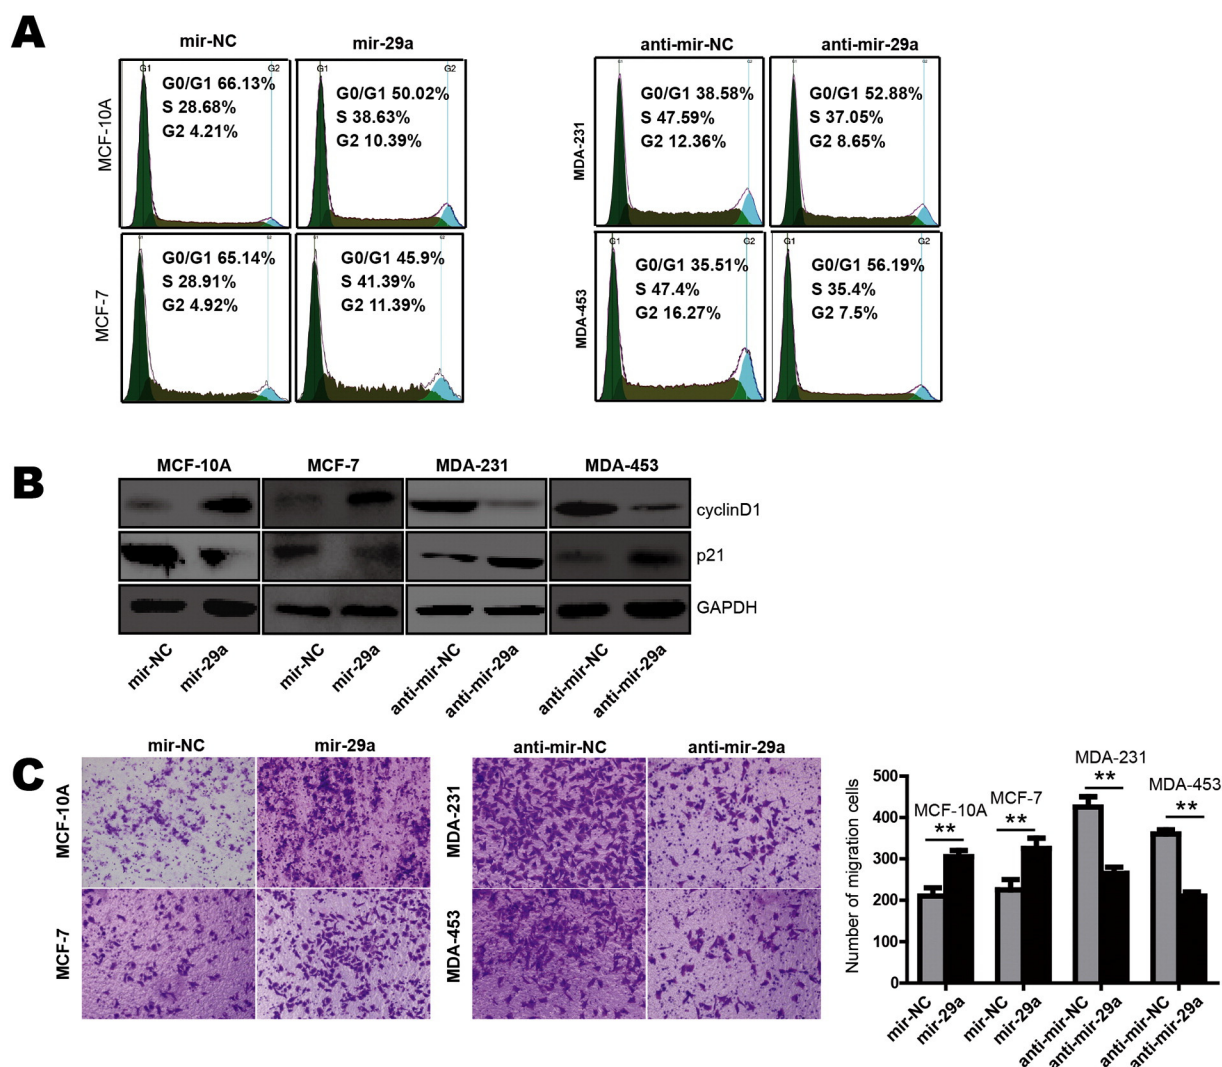 A
mir-NC
mir-29a
anti-mir-NC
anti-mir-29a
MCF-10A
G1
G2
G0/G1 66.13%
S 28.68%
G2 4.21%
G1
G2
G0/G1 50.02%
S 38.63%
G2 10.39%
MDA-231
G0/G1 38.58%
S 47.59%
G2 12.36%
G0/G1 52.88%
S 37.05%
G2 8.65%
MCF-7
G0/G1 65.14%
S 28.91%
G2 4.92%
G0/G1 45.9%
S 41.39%
G2 11.39%
MDA-453
G1
G2
G0/G1 35.51%
S 47.4%
G2 16.27%
G1
G2
G0/G1 56.19%
S 35.4%
G2 7.5%
B
MCF-10A
MCF-7
MDA-231
MDA-453
cyclinD1
p21
GAPDH
mir-NC
mir-29a
mir-NC
mir-29a
anti-mir-NC
anti-mir-29a
anti-mir-NC
anti-mir-29a
C
mir-NC
mir-29a
anti-mir-NC
anti-mir-29a
MCF-10A
MCF-7
MDA-231
MDA-453
Number of migration cells
500
400
300
200
100
0
MCF-10A
**
MCF-7
**
MDA-231
**
MDA-453
**
mir-NC
mir-29a
mir-NC
mir-29a
anti-mir-NC
anti-mir-29a
anti-mir-NC
anti-mir-29a